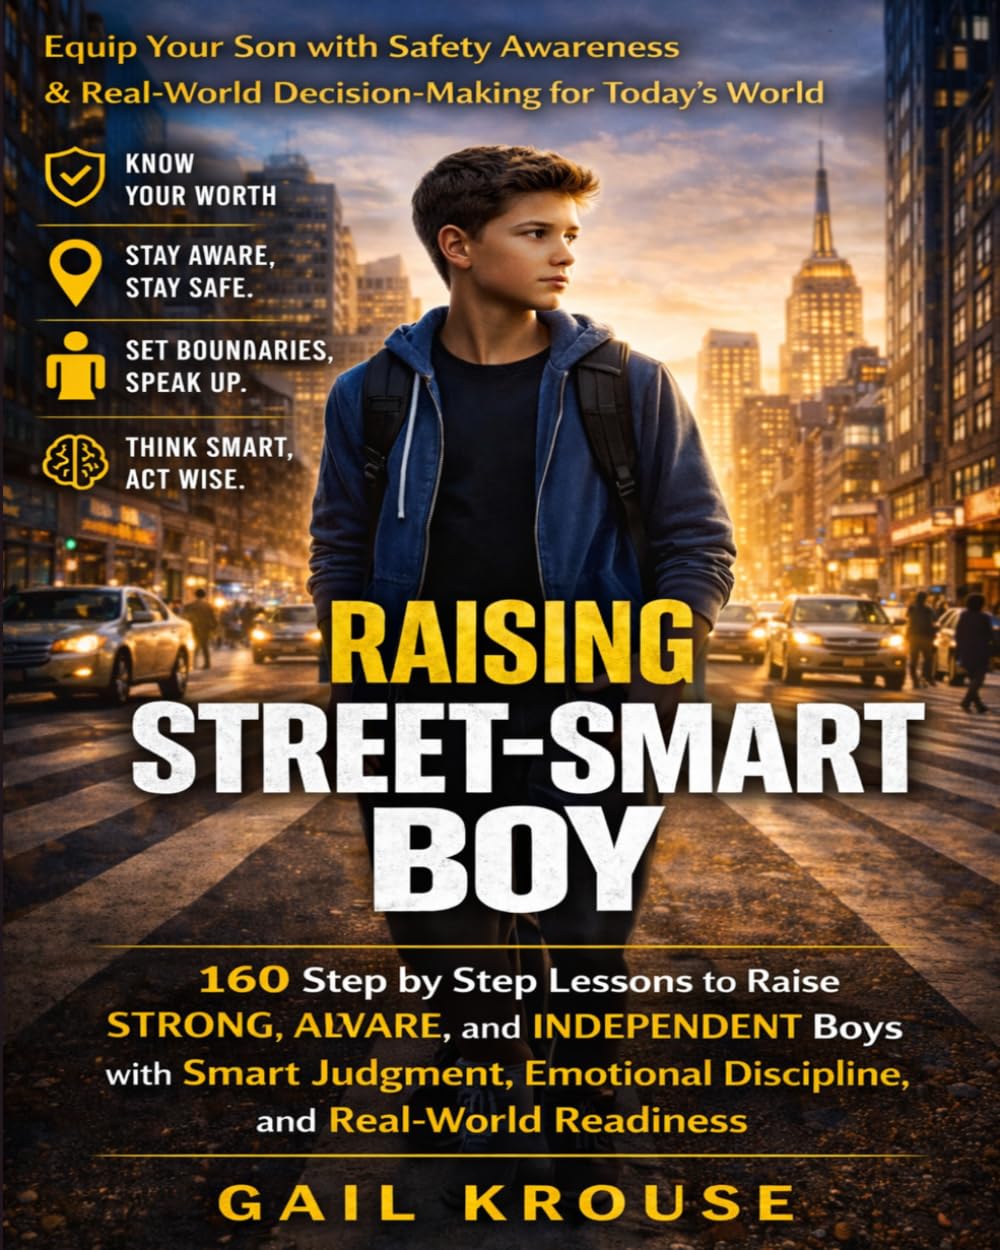 Equip Your Son with Safety Awareness
& Real-World Decision-Making for Today's World
KNOW
YOUR WORTH
STAY AWARE,
STAY SAFE.
SET BOUNDARIES,
SPEAK UP.
THINK SMART,
ACT WISE.
RAISING
STREET-SMART
BOY
160 Step by Step Lessons to Raise
STRONG, ALVARE, and INDEPENDENT Boys
with Smart Judgment, Emotional Discipline,
and Real-World Readiness
GAIL KROUSE